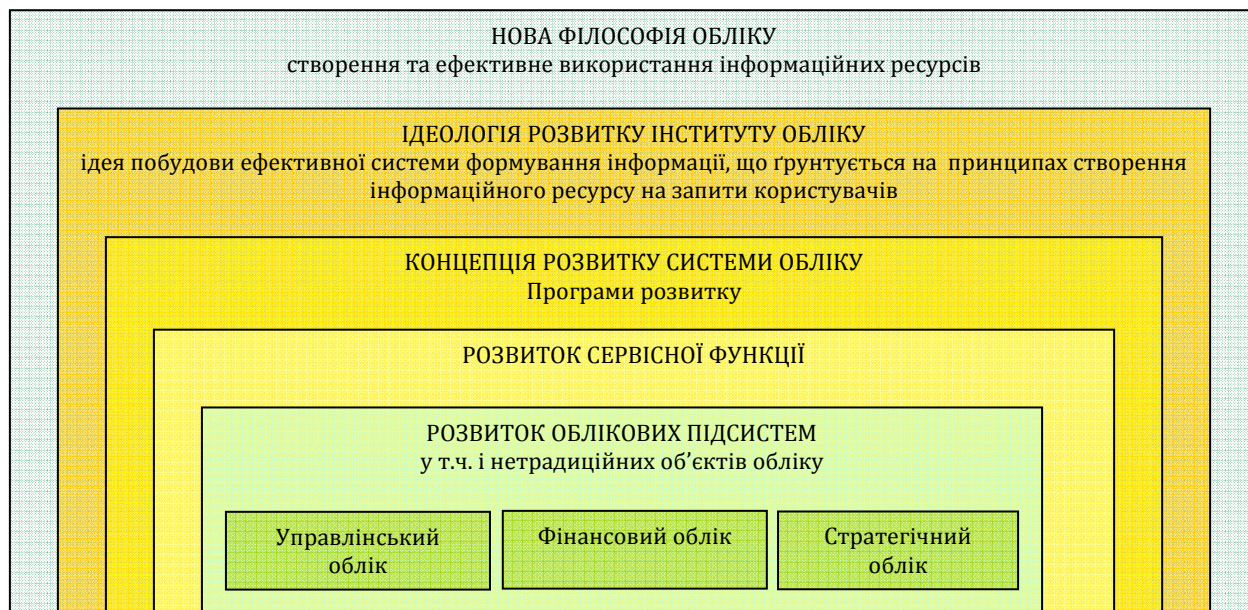 НОВА ФІЛОСОФІЯ ОБЛІКУ
створення та ефективне використання інформаційних ресурсів
ІДЕОЛОГІЯ РОЗВИТКУ ІНСТИТУТУ ОБЛІКУ
ідея побудови ефективної системи формування інформації, що ґрунтується на принципах створення
інформаційного ресурсу на запити користувачів
КОНЦЕПЦІЯ РОЗВИТКУ СИСТЕМИ ОБЛІКУ
Програми розвитку
РОЗВИТОК СЕРВІСНОЇ ФУНКЦІЇ
РОЗВИТОК ОБЛІКОВИХ ПІДСИСТЕМ
у т.ч. і нетрадиційних об’єктів обліку
Управлінський
облік
Фінансовий облік
Стратегічний
облік